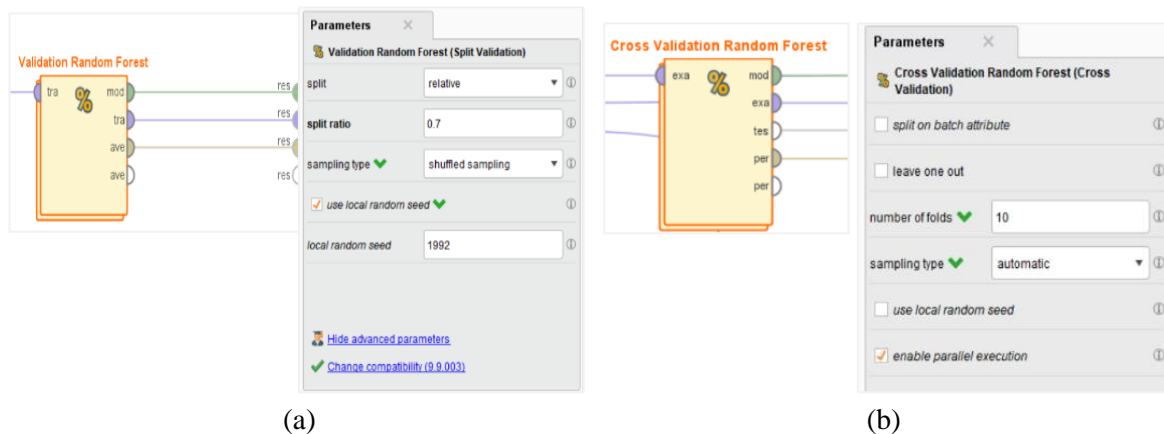 Validation Random Forest
tra
mod
tra
ave
ave
res
res
res
res
Parameters
Validation Random Forest (Split Validation)
split
relative
split ratio
0.7
sampling type
shuffled sampling
use local random seed
local random seed
1992
Hide advanced parameters
Change compatibility (9.9.003)
(a)
Cross Validation Random Forest
exa
mod
exa
tes
per
per
Parameters
Cross Validation Random Forest (Cross
Validation)
split on batch attribute
leave one out
number of folds
10
sampling type
automatic
use local random seed
enable parallel execution
(b)